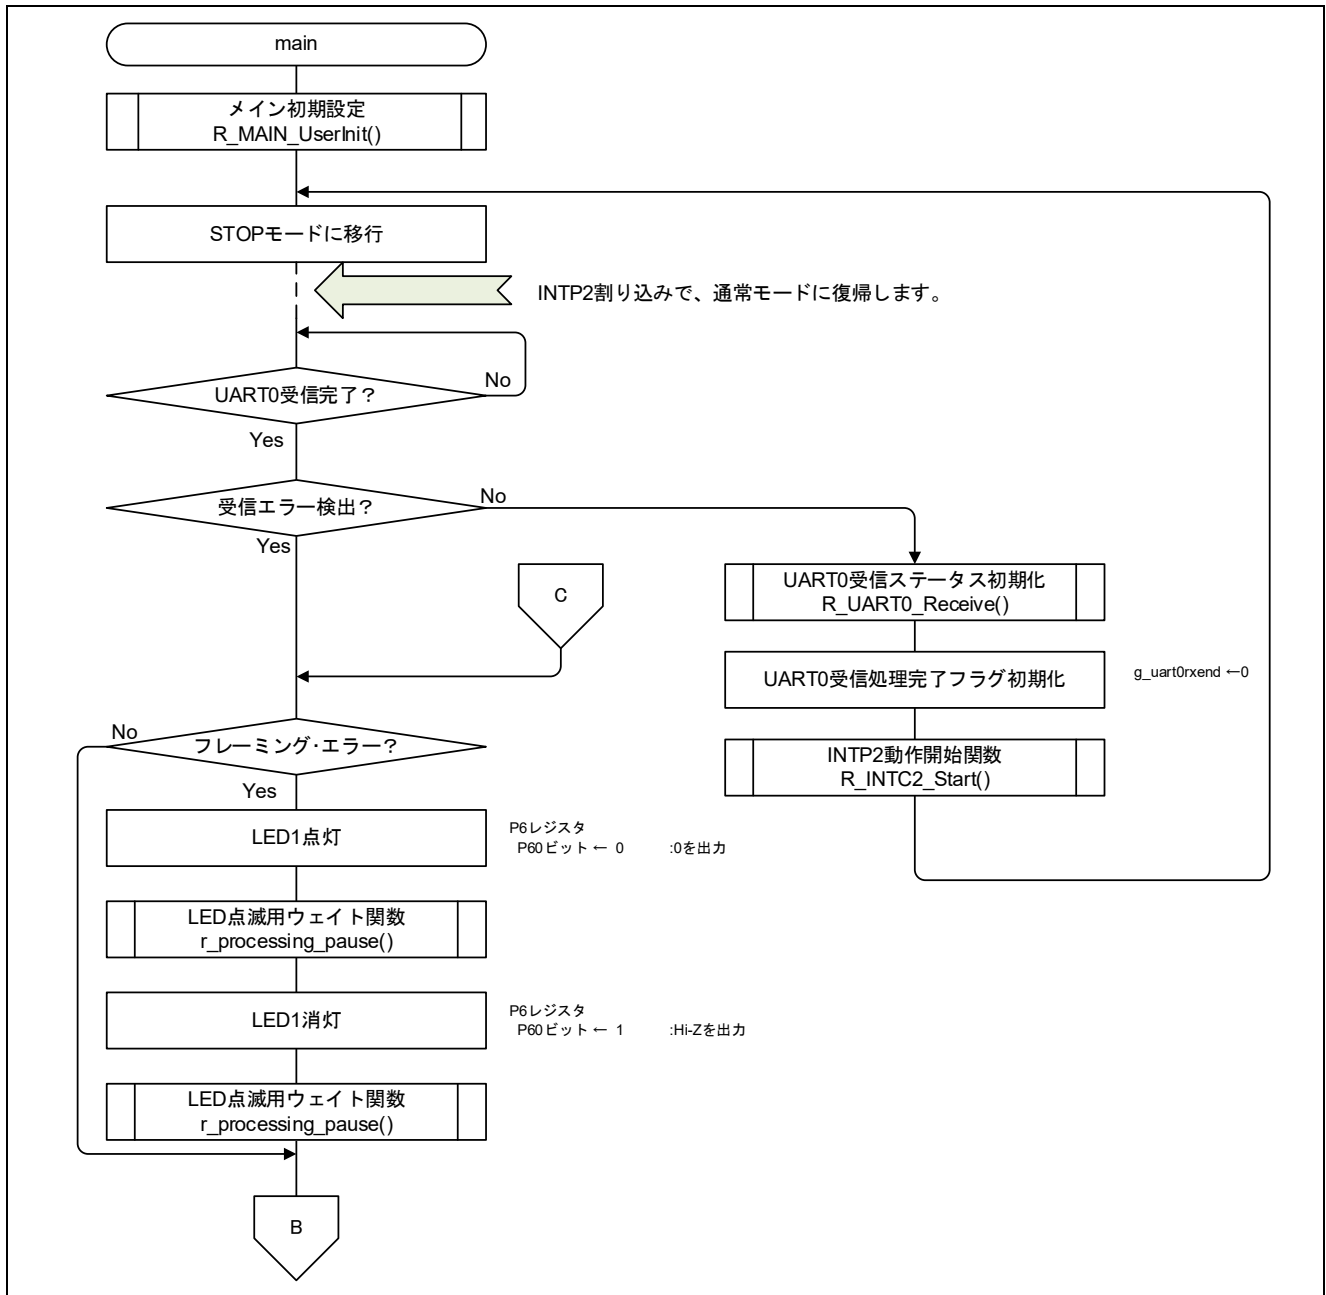 main
メイン初期設定
R_MAIN_UserInit()
STOPモードに移行
INTP2割り込みで、通常モードに復帰します。
UART0受信完了？
No
Yes
受信エラー検出？
No
Yes
C
UART0受信ステータス初期化
R_UART0_Receive()
UART0受信処理完了フラグ初期化
g_uart0rxend ←0
INTP2動作開始関数
R_INTC2_Start()
フレーミング・エラー？
No
Yes
LED1点灯
P6レジスタ
P60ビット ← 0 :0を出力
LED点滅用ウェイト関数
r_processing_pause()
LED1消灯
P6レジスタ
P60ビット ← 1 :Hi-Zを出力
LED点滅用ウェイト関数
r_processing_pause()
B